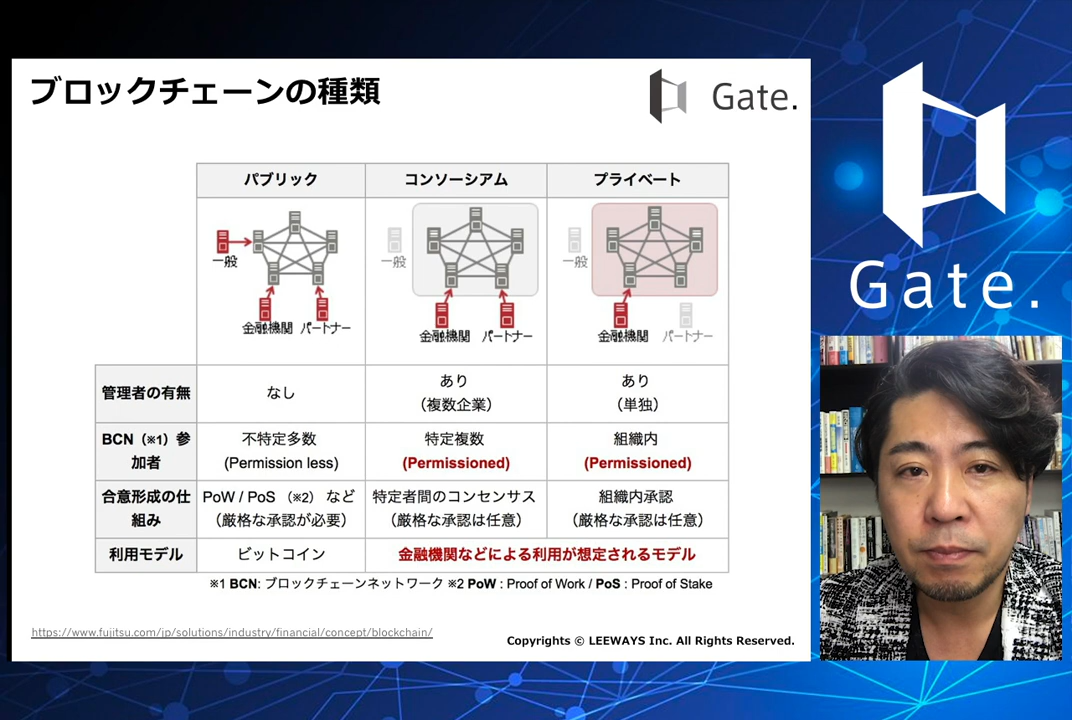 ブロックチェーンの種類
Gate.
パブリック コンソーシアム プライベート
一般
金融機関 パートナー
一般
金融機関 パートナー
一般
金融機関 パートナー
管理者の有無
なし
あり
（複数企業）
あり
（単独）
BCN（※1）参
加者
不特定多数
(Permission less)
特定複数
(Permissioned)
組織内
(Permissioned)
合意形成の仕
組み
PoW / PoS （※2） など
（厳格な承認が必要）
特定者間のコンセンサス
（厳格な承認は任意）
組織内承認
（厳格な承認は任意）
利用モデル
ビットコイン
金融機関などによる利用が想定されるモデル
※1 BCN: ブロックチェーンネットワーク ※2 PoW : Proof of Work / PoS : Proof of Stake
https://www.fujitsu.com/jp/solutions/industry/financial/concept/blockchain/
Copyrights © LEEWAYS Inc. All Rights Reserved.
Gate.